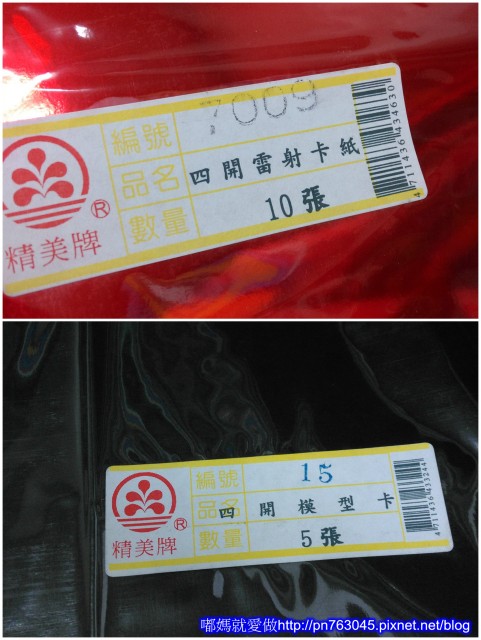 編號 7009
品名 四開雷射卡紙
數量 10張
精美牌
®
4711436434630
編號 15
品名 四開模型卡
數量 5張
精美牌
®
4711436433244
嘟媽就愛做http://pn763045.pixnet.net/blog